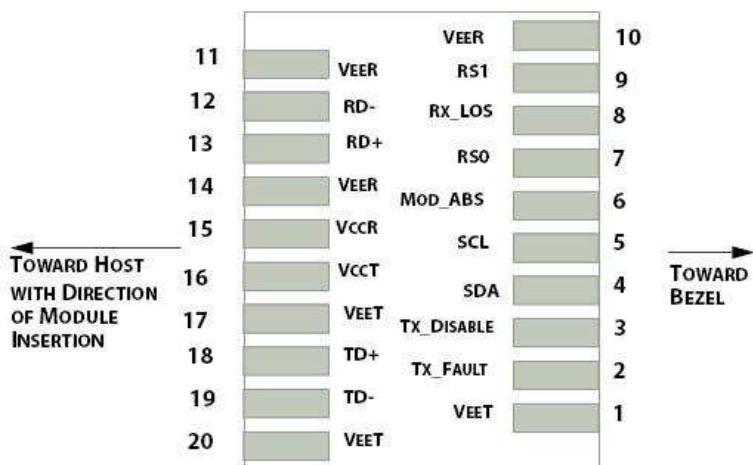 11 VEER
12 RD-
13 RD+
14 VEER
15 VCCR
16 VCCT
17 VEET
18 TD+
19 TD-
20 VEET
VEER 10
RS1 9
RX_LOS 8
RS0 7
MOD_ABS 6
SCL 5
SDA 4
TX_DISABLE 3
TX_FAULT 2
VEET 1
TOWARD HOST
WITH DIRECTION
OF MODULE
INSERTION
TOWARD
BEZEL